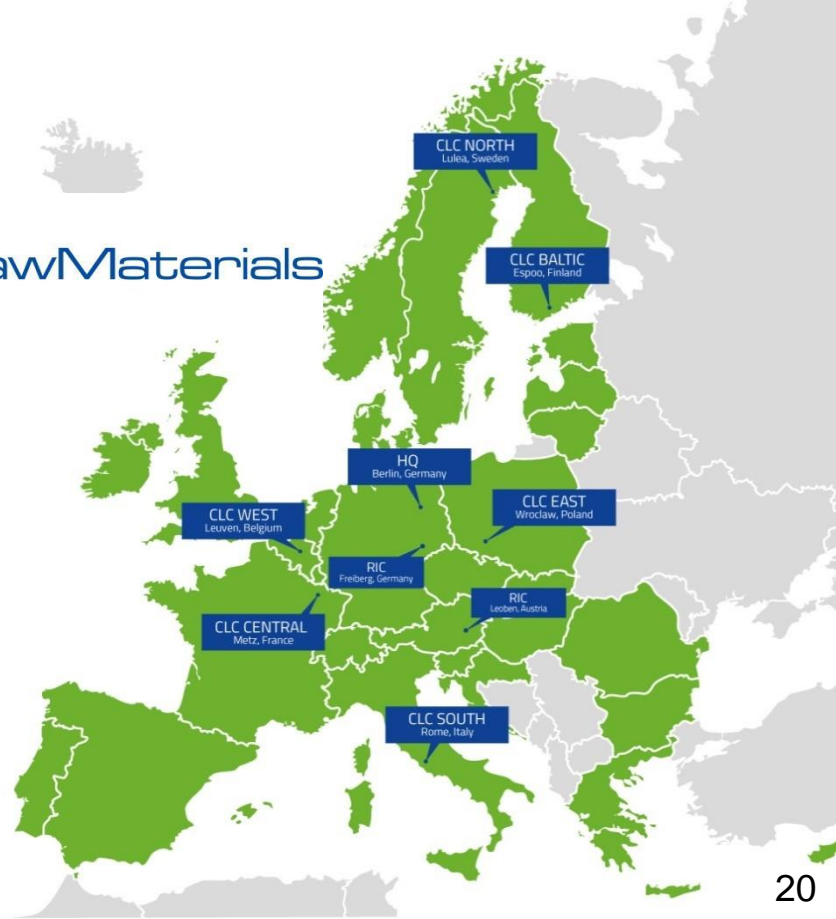 CLC NORTH
Lulea, Sweden
awMaterials
CLC BALTIC
Espoo, Finland
HQ
Berlin, Germany
CLC EAST
Wroclaw, Poland
CLC WEST
Leuven, Belgium
RIC
Freiberg, Germany
RIC
Leoben, Austria
CLC CENTRAL
Metz, France
CLC SOUTH
Rome, Italy
20